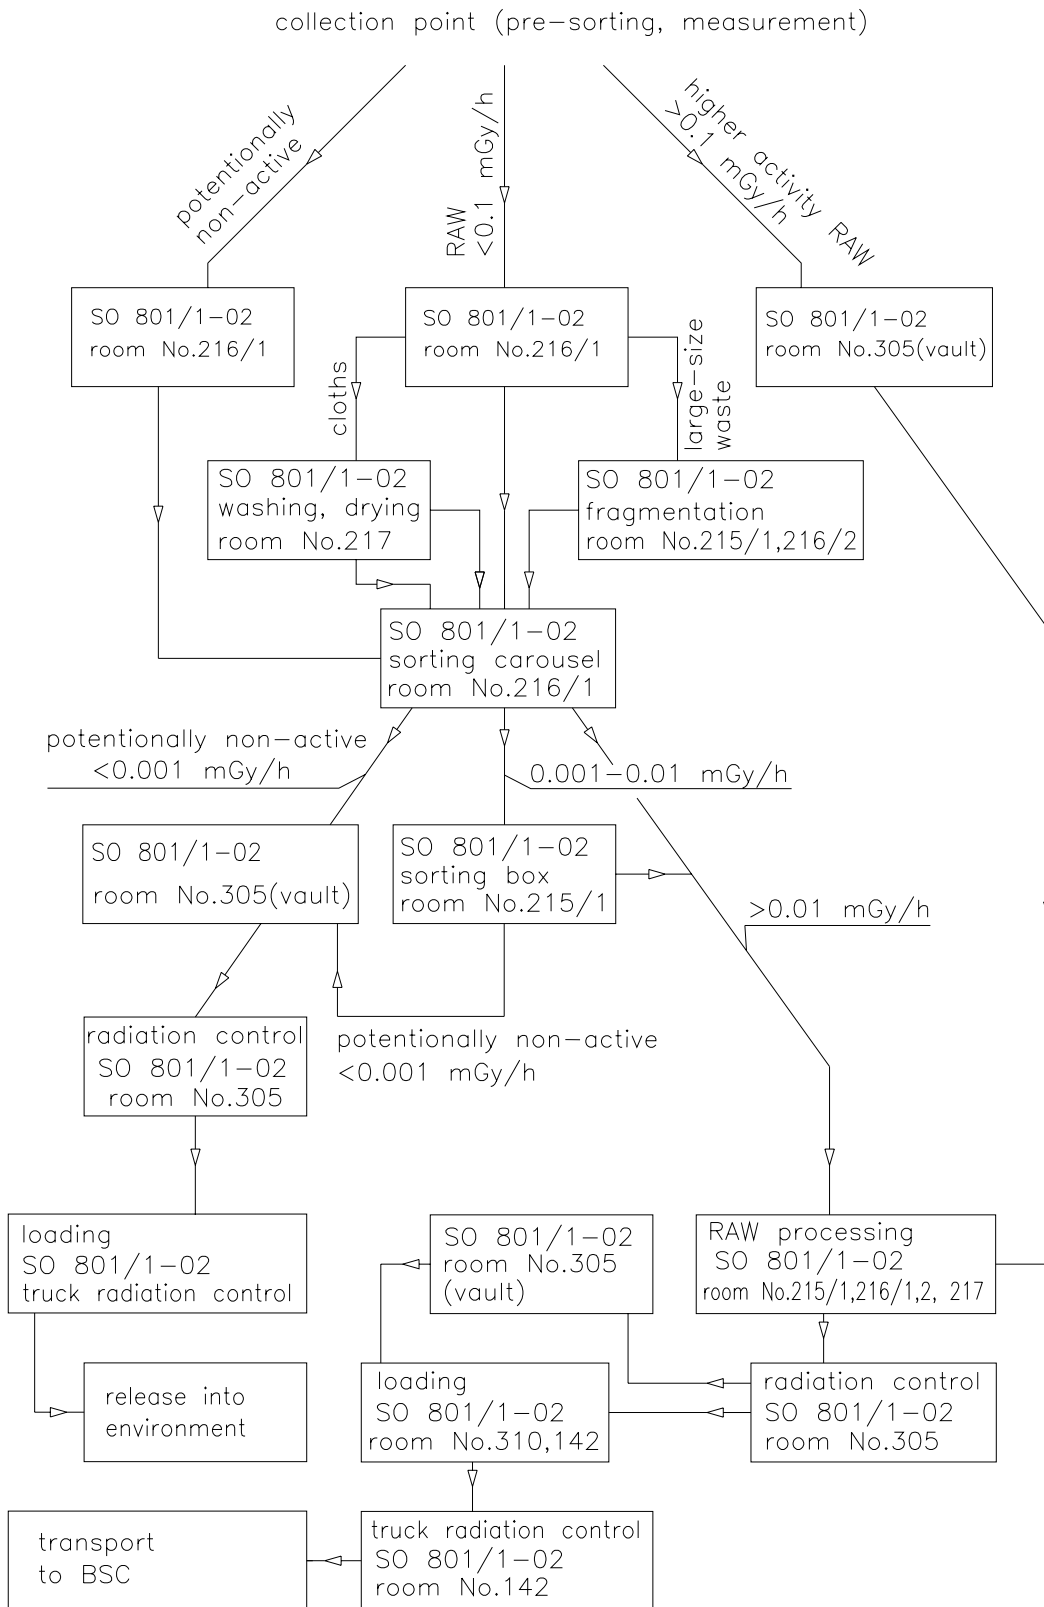 collection point (pre-sorting, measurement)
potentially
non-active
RAW
<0.1 mGy/h
higher activity RAW
>0.1 mGy/h
SO 801/1-02
room No.216/1
SO 801/1-02
room No.216/1
SO 801/1-02
room No.305(vault)
cloths
large-size
waste
SO 801/1-02
washing, drying
room No.217
SO 801/1-02
fragmentation
room No.215/1,216/2
SO 801/1-02
sorting carousel
room No.216/1
potentionally non-active
<0.001 mGy/h
0.001-0.01 mGy/h
SO 801/1-02
room No.305(vault)
SO 801/1-02
sorting box
room No.215/1
>0.01 mGy/h
radiation control
SO 801/1-02
room No.305
potentially non-active
<0.001 mGy/h
loading
SO 801/1-02
truck radiation control
SO 801/1-02
room No.305
(vault)
RAW processing
SO 801/1-02
room No.215/1,216/1,2, 217
release into
environment
loading
SO 801/1-02
room No.310,142
radiation control
SO 801/1-02
room No.305
transport
to BSC
truck radiation control
SO 801/1-02
room No.142